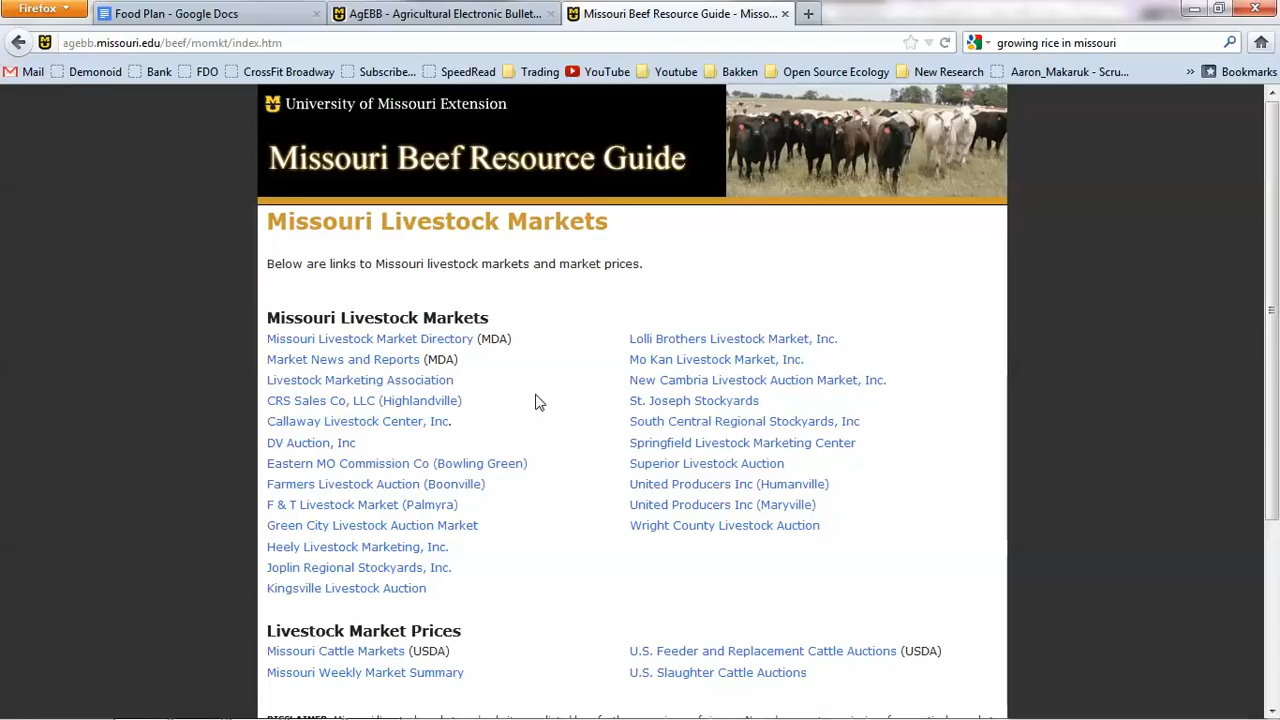 Firefox
Food Plan - Google Docs
AgEBB - Agricultural Electronic Bullet...
Missouri Beef Resource Guide - Misso...
agebb.missouri.edu/beef/momkt/index.htm
growing rice in missouri
Mail Demonoid Bank FDO CrossFit Broadway Subscribe... SpeedRead Trading YouTube Youtube Bakken Open Source Ecology New Research Aaron_Makaruk - Scru... » Bookmarks
University of Missouri Extension
Missouri Beef Resource Guide
Missouri Livestock Markets
Below are links to Missouri livestock markets and market prices.
Missouri Livestock Markets
Missouri Livestock Market Directory (MDA)
Market News and Reports (MDA)
Livestock Marketing Association
CRS Sales Co, LLC (Highlandville)
Callaway Livestock Center, Inc.
DV Auction, Inc
Eastern MO Commission Co (Bowling Green)
Farmers Livestock Auction (Boonville)
F & T Livestock Market (Palmyra)
Green City Livestock Auction Market
Heely Livestock Marketing, Inc.
Joplin Regional Stockyards, Inc.
Kingsville Livestock Auction
Lolli Brothers Livestock Market, Inc.
Mo Kan Livestock Market, Inc.
New Cambria Livestock Auction Market, Inc.
St. Joseph Stockyards
South Central Regional Stockyards, Inc
Springfield Livestock Marketing Center
Superior Livestock Auction
United Producers Inc (Humanville)
United Producers Inc (Maryville)
Wright County Livestock Auction
Livestock Market Prices
Missouri Cattle Markets (USDA)
Missouri Weekly Market Summary
U.S. Feeder and Replacement Cattle Auctions (USDA)
U.S. Slaughter Cattle Auctions